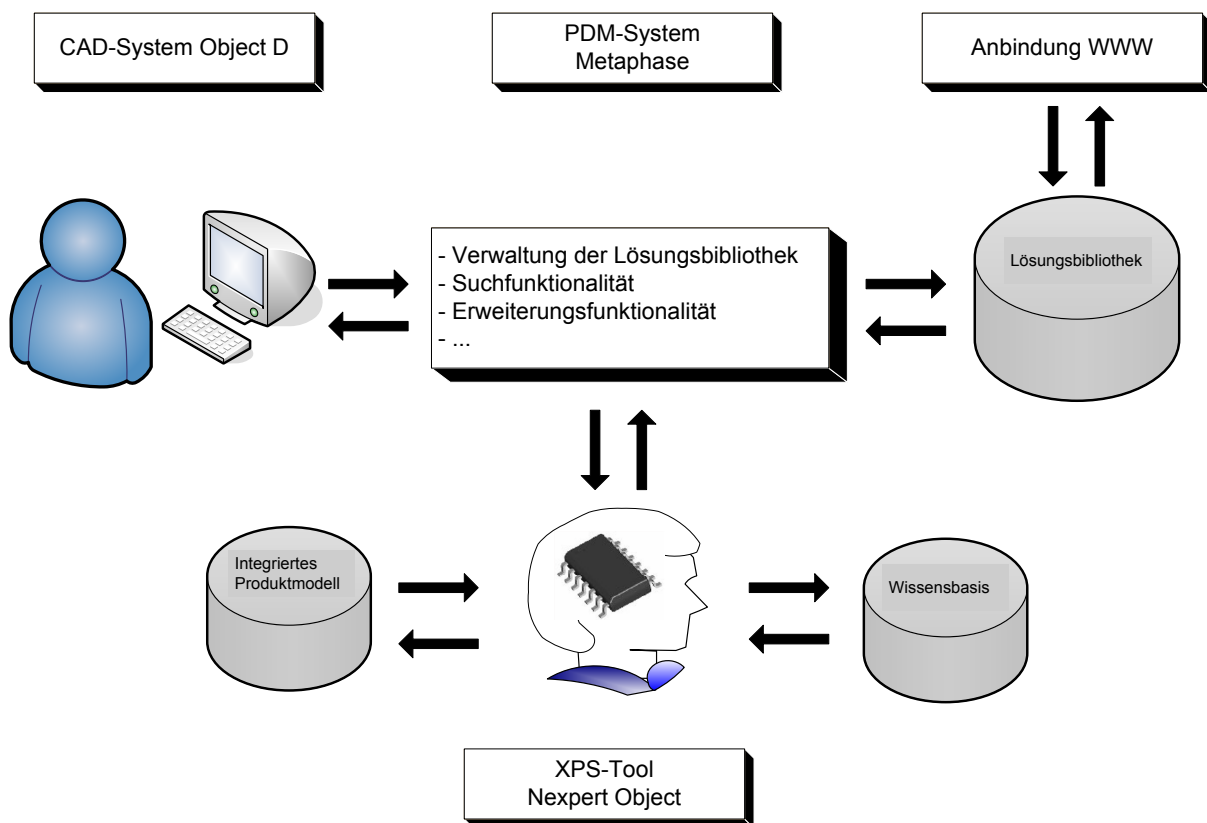 CAD-System Object D
PDM-System
Metaphase
Anbindung WWW
- Verwaltung der Lösungsbibliothek
- Suchfunktionalität
- Erweiterungsfunktionalität
- ...
Lösungsbibliothek
Integriertes
Produktmodell
Wissensbasis
XPS-Tool
Nexpert Object